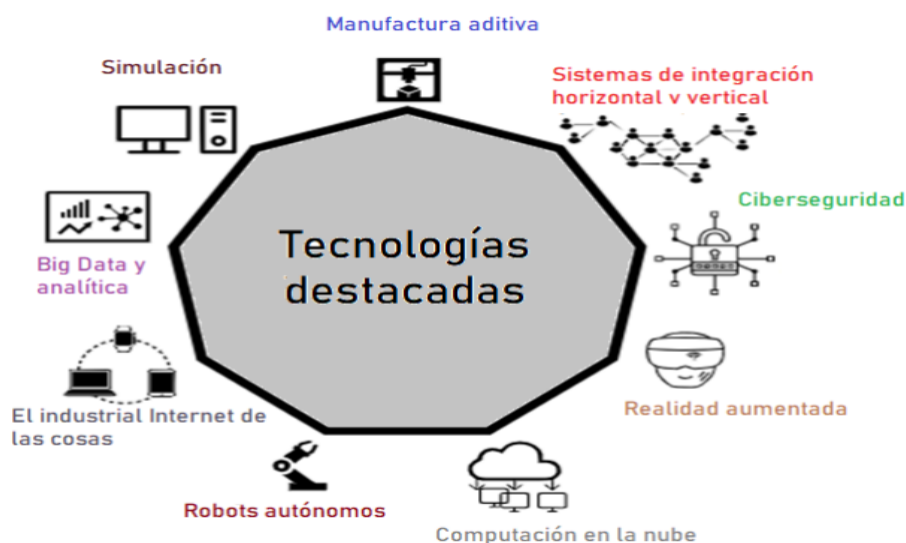 Manufactura aditiva
Simulación
Sistemas de integración
horizontal y vertical
Ciberseguridad
Tecnologías
destacadas
Big Data y
analítica
Realidad aumentada
El industrial Internet de
las cosas
Robots autónomos
Computación en la nube